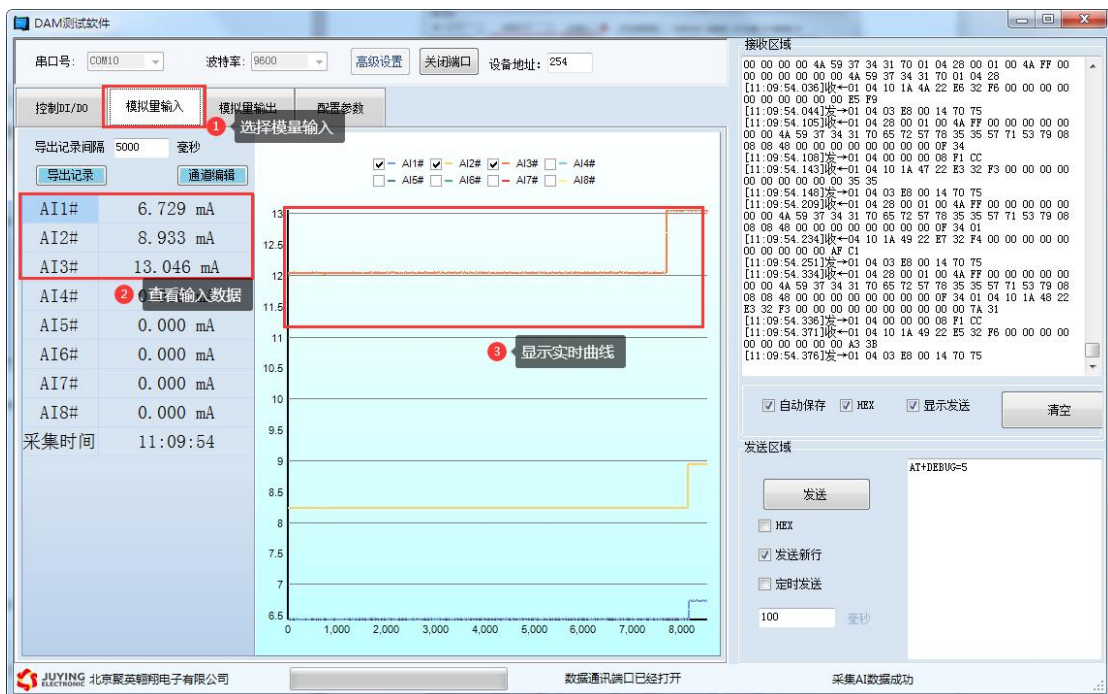 DAM测试软件
串口号: COM10 波特率: 9600 高级设置 关闭端口 设备地址: 254
控制DI/DO 模拟量输入 模拟量输出 配置参数
1 选择模量输入
导出记录间隔 5000 毫秒
导出记录 通道编辑
AI1# 6.729 mA
AI2# 8.933 mA
AI3# 13.046 mA
AI4#
2 查看输入数据
AI5# 0.000 mA
AI6# 0.000 mA
AI7# 0.000 mA
AI8# 0.000 mA
采集时间 11:09:54
AI1# AI2# AI3# AI4#
AI5# AI6# AI7# AI8#
13
12.5
12
11.5
11
10.5
10
9.5
9
8.5
8
7.5
7
6.5
0 1,000 2,000 3,000 4,000 5,000 6,000 7,000 8,000
3 显示实时曲线
接收区域
00 00 00 00 4A 59 37 34 31 70 01 04 28 00 01 00 4A FF 00
00 00 00 00 00 00 4A 59 37 34 31 70 01 04 28
[11:09:54.036]收←01 04 10 1A 4A 22 E6 32 F6 00 00 00 00
00 00 00 00 00 00 E5 F9
[11:09:54.044]发→01 04 03 E8 00 14 70 75
[11:09:54.105]收←01 04 28 00 01 00 4A FF 00 00 00 00 00
00 00 4A 59 37 34 31 70 65 72 57 78 35 35 57 71 53 79 08
08 08 48 00 00 00 00 00 00 00 00 0F 34
[11:09:54.108]发→01 04 00 00 00 08 F1 CC
[11:09:54.143]收←01 04 10 1A 47 22 E3 32 F3 00 00 00 00
00 00 00 00 00 00 35 35
[11:09:54.148]发→01 04 03 E8 00 14 70 75
[11:09:54.209]收←01 04 28 00 01 00 4A FF 00 00 00 00 00
00 00 4A 59 37 34 31 70 65 72 57 78 35 35 57 71 53 79 08
08 08 48 00 00 00 00 00 00 00 00 0F 34 01
[11:09:54.234]收←04 10 1A 49 22 E7 32 F4 00 00 00 00 00
00 00 00 00 00 AF C1
[11:09:54.251]发→01 04 03 E8 00 14 70 75
[11:09:54.334]收←01 04 28 00 01 00 4A FF 00 00 00 00 00
00 00 4A 59 37 34 31 70 65 72 57 78 35 35 57 71 53 79 08
08 08 48 00 00 00 00 00 00 00 00 0F 34 01 04 10 1A 48 22
E3 32 F3 00 00 00 00 00 00 00 00 00 00 7A 31
[11:09:54.336]发→01 04 00 00 00 08 F1 CC
[11:09:54.371]收←01 04 10 1A 49 22 E5 32 F6 00 00 00 00
00 00 00 00 00 00 A3 3B
[11:09:54.376]发→01 04 03 E8 00 14 70 75
自动保存 HEX 显示发送 清空
发送区域
AT+DEBUG=5
发送
HEX
发送新行
定时发送
100 毫秒
JUYING ELECTRONIC 北京聚英翱翔电子有限公司 数据通讯端口已经打开 采集AI数据成功